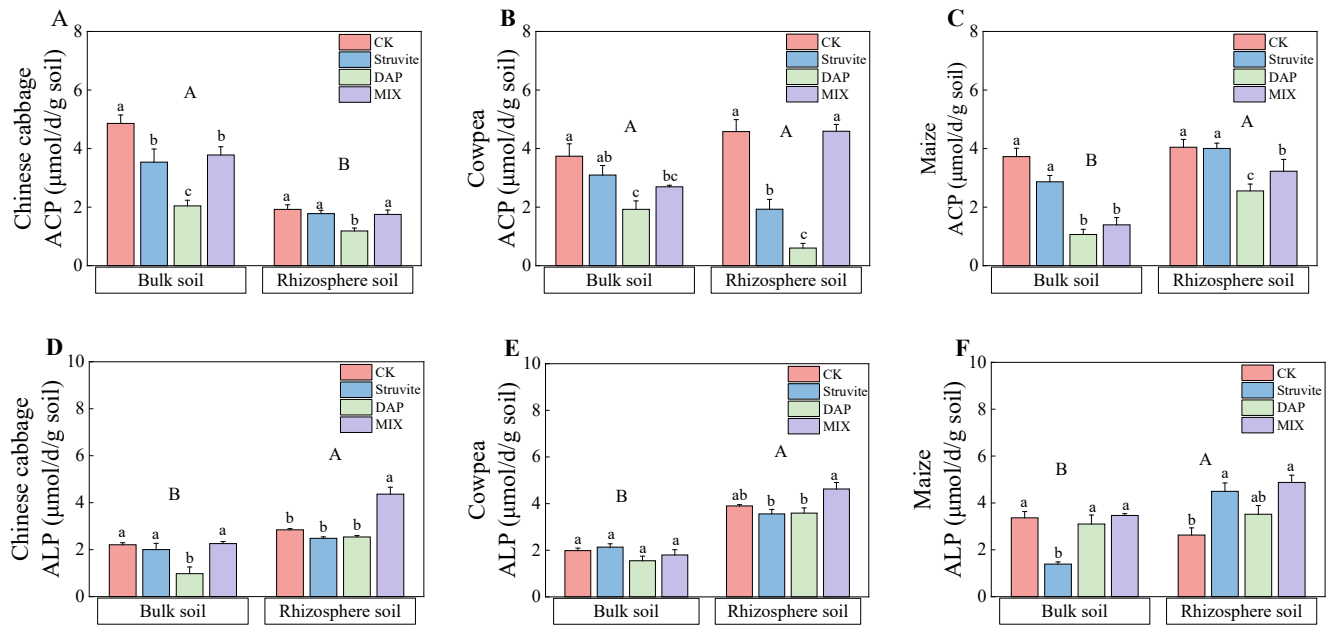 A
Chinese cabbage
ACP (μmol/d/g soil)
8
6
4
2
0
CK
Struvite
DAP
MIX
a
b
c
b
A
a
a
b
a
B
Bulk soil
Rhizosphere soil
B
Cowpea
ACP (μmol/d/g soil)
8
6
4
2
0
CK
Struvite
DAP
MIX
a
ab
c
bc
A
a
b
c
a
A
Bulk soil
Rhizosphere soil
C
Maize
ACP (μmol/d/g soil)
8
6
4
2
0
CK
Struvite
DAP
MIX
a
a
b
b
B
a
a
c
b
A
Bulk soil
Rhizosphere soil
D
Chinese cabbage
ALP (μmol/d/g soil)
10
8
6
4
2
0
CK
Struvite
DAP
MIX
a
a
b
a
B
b
b
b
a
A
Bulk soil
Rhizosphere soil
E
Cowpea
ALP (μmol/d/g soil)
10
8
6
4
2
0
CK
Struvite
DAP
MIX
a
a
a
a
B
ab
b
b
a
A
Bulk soil
Rhizosphere soil
F
Maize
ALP (μmol/d/g soil)
10
8
6
4
2
0
CK
Struvite
DAP
MIX
a
b
a
a
B
b
a
ab
a
A
Bulk soil
Rhizosphere soil